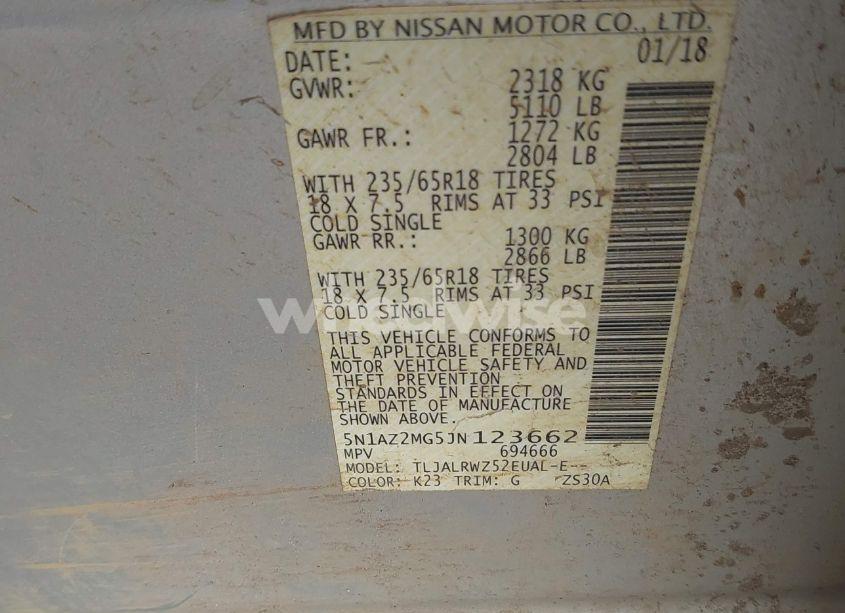 MFD BY NISSAN MOTOR CO., LTD.
DATE: 01/18
GVWR: 2318 KG
5110 LB
GAWR FR.: 1272 KG
2804 LB
WITH 235/65R18 TIRES
18 X 7.5 RIMS AT 33 PSI
COLD SINGLE
GAWR RR.: 1300 KG
2866 LB
WITH 235/65R18 TIRES
18 X 7.5 RIMS AT 33 PSI
COLD SINGLE
wheelwise
THIS VEHICLE CONFORMS TO
ALL APPLICABLE FEDERAL
MOTOR VEHICLE SAFETY AND
THEFT PREVENTION
STANDARDS IN EFFECT ON
THE DATE OF MANUFACTURE
SHOWN ABOVE.
5N1AZ2MG5JN123662
MPV 694666
MODEL: TLJALRWZ52EUAL-E--
COLOR: K23 TRIM: G ZS30A